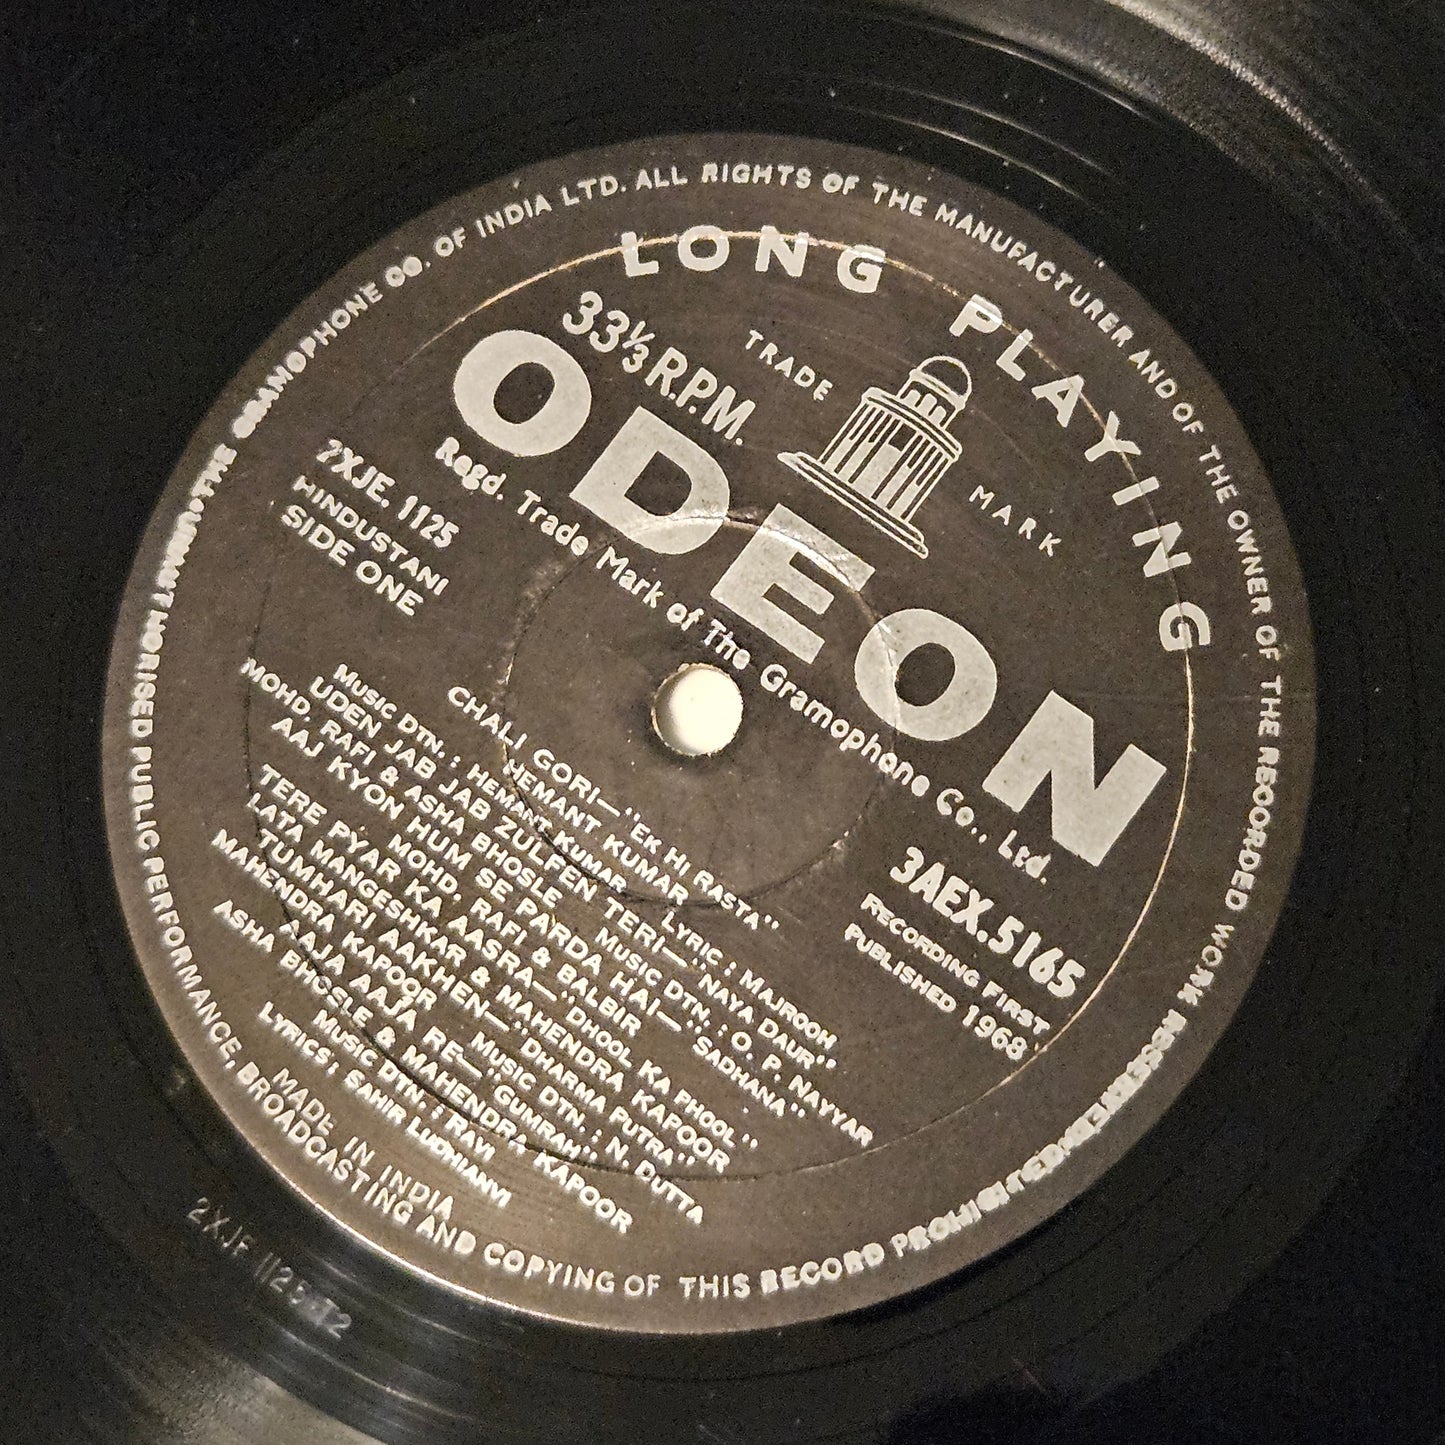 THE GRAMOPHONE CO. OF INDIA LTD. ALL RIGHTS OF THE MANUFACTURER AND OF THE OWNER OF THE RECORDED WORK RESERVED. UNAUTHORISED PUBLIC PERFORMANCE, BROADCASTING AND COPYING OF THIS RECORD PROHIBITED.
LONG PLAYING
33⅓ R.P.M.
TRADE MARK
ODEON
Regd. Trade Mark of The Gramophone Co., Ltd.
2XJE. 1125
HINDUSTANI
SIDE ONE
3AEX.5165
RECORDING FIRST
PUBLISHED 1968
CHALI GORI—"EK HI RASTA"
HEMANT KUMAR
MUSIC DTN. : HEMANT KUMAR LYRIC : MAJROOH
UDEN JAB JAB ZULFEN TERI—"NAYA DAUR"
MOHD. RAFI & ASHA BHOSLE MUSIC DTN. : O. P. NAYYAR
AAJ KYON HUM SE PARDA HAI—"SADHANA"
MOHD. RAFI & BALBIR
TERE PYAR KA AASRA—"DHOOL KA PHOOL"
LATA MANGESHKAR & MAHENDRA KAPOOR
TUMHARI AAKHEN—"DHARMA PUTRA"
MAHENDRA KAPOOR MUSIC DTN. : N. DUTTA
AAJA AAJA RE—"GUMRAH"
ASHA BHOSLE & MAHENDRA KAPOOR
MUSIC DTN. : RAVI
LYRICS : SAHIR LUDHIANVI
MADE IN INDIA